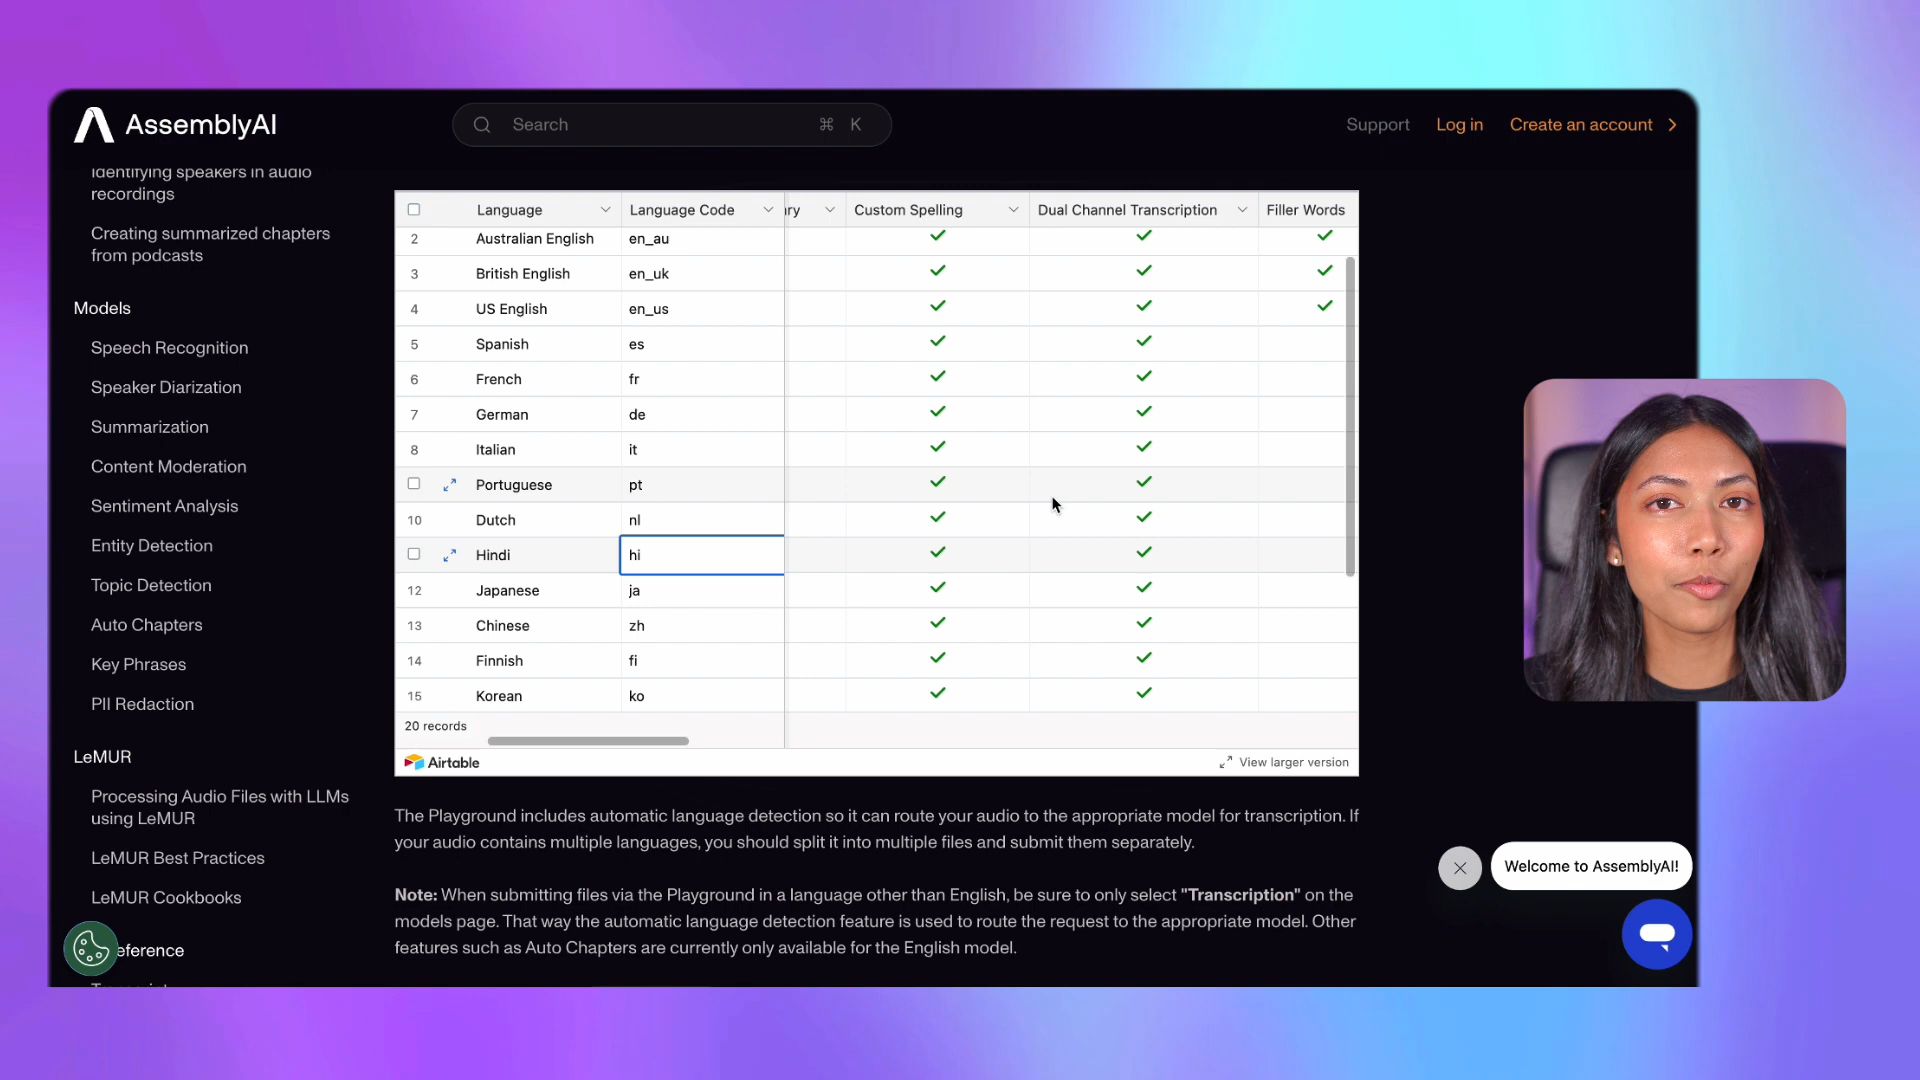 AssemblyAI
Search
⌘ K
Support
Log in
Create an account
Identifying speakers in audio
recordings
Creating summarized chapters
from podcasts
Models
Speech Recognition
Speaker Diarization
Summarization
Content Moderation
Sentiment Analysis
Entity Detection
Topic Detection
Auto Chapters
Key Phrases
PII Redaction
LeMUR
Processing Audio Files with LLMs
using LeMUR
LeMUR Best Practices
LeMUR Cookbooks
eference
Language Language Code ry Custom Spelling Dual Channel Transcription Filler Words
2 Australian English en_au
3 British English en_uk
4 US English en_us
5 Spanish es
6 French fr
7 German de
8 Italian it
Portuguese pt
10 Dutch nl
Hindi hi
12 Japanese ja
13 Chinese zh
14 Finnish fi
15 Korean ko
20 records
Airtable
View larger version
The Playground includes automatic language detection so it can route your audio to the appropriate model for transcription. If
your audio contains multiple languages, you should split it into multiple files and submit them separately.
Note: When submitting files via the Playground in a language other than English, be sure to only select "Transcription" on the
models page. That way the automatic language detection feature is used to route the request to the appropriate model. Other
features such as Auto Chapters are currently only available for the English model.
Welcome to AssemblyAI!